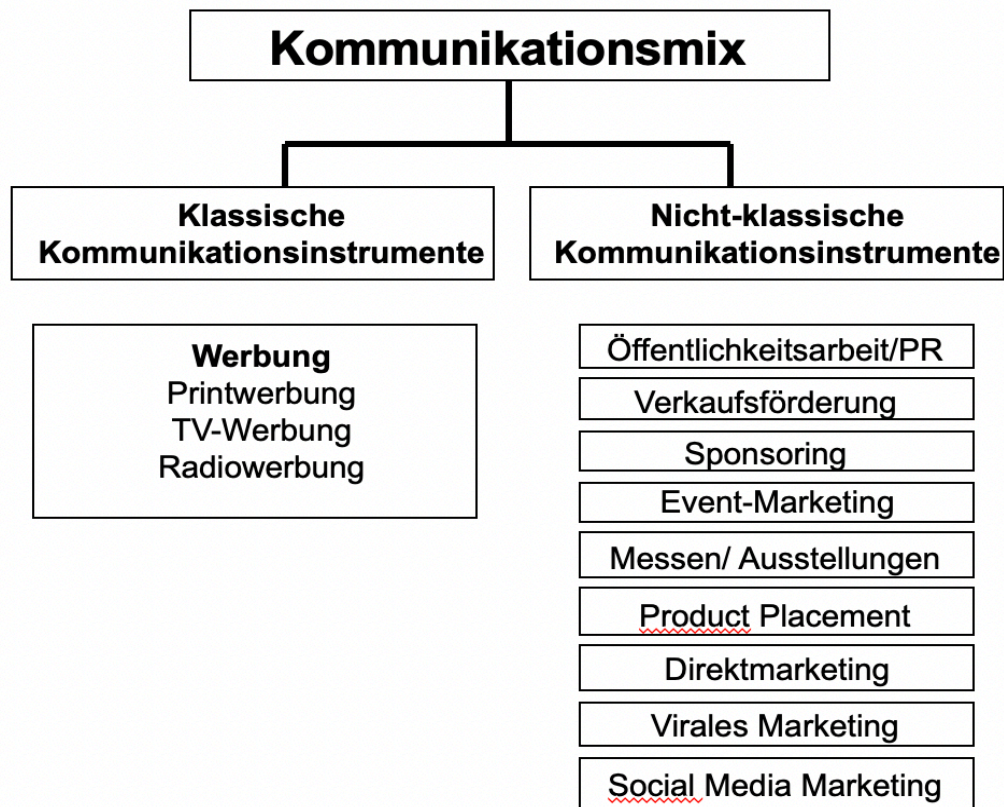 Kommunikationsmix
Klassische
Kommunikationsinstrumente
Nicht-klassische
Kommunikationsinstrumente
Werbung
Printwerbung
TV-Werbung
Radiowerbung
Öffentlichkeitsarbeit/PR
Verkaufsförderung
Sponsoring
Event-Marketing
Messen/ Ausstellungen
Product Placement
Direktmarketing
Virales Marketing
Social Media Marketing